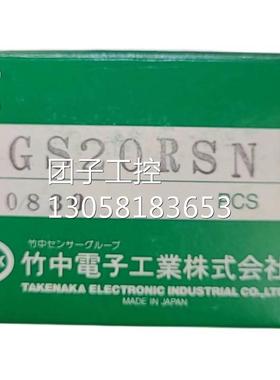 GS20RSN
团子工控
PCS
13058181653
竹中センサーグループ
竹中電子工業株式会社
TAKENAKA ELECTRONIC INDUSTRIAL CO.,LTD
MADE IN JAPAN